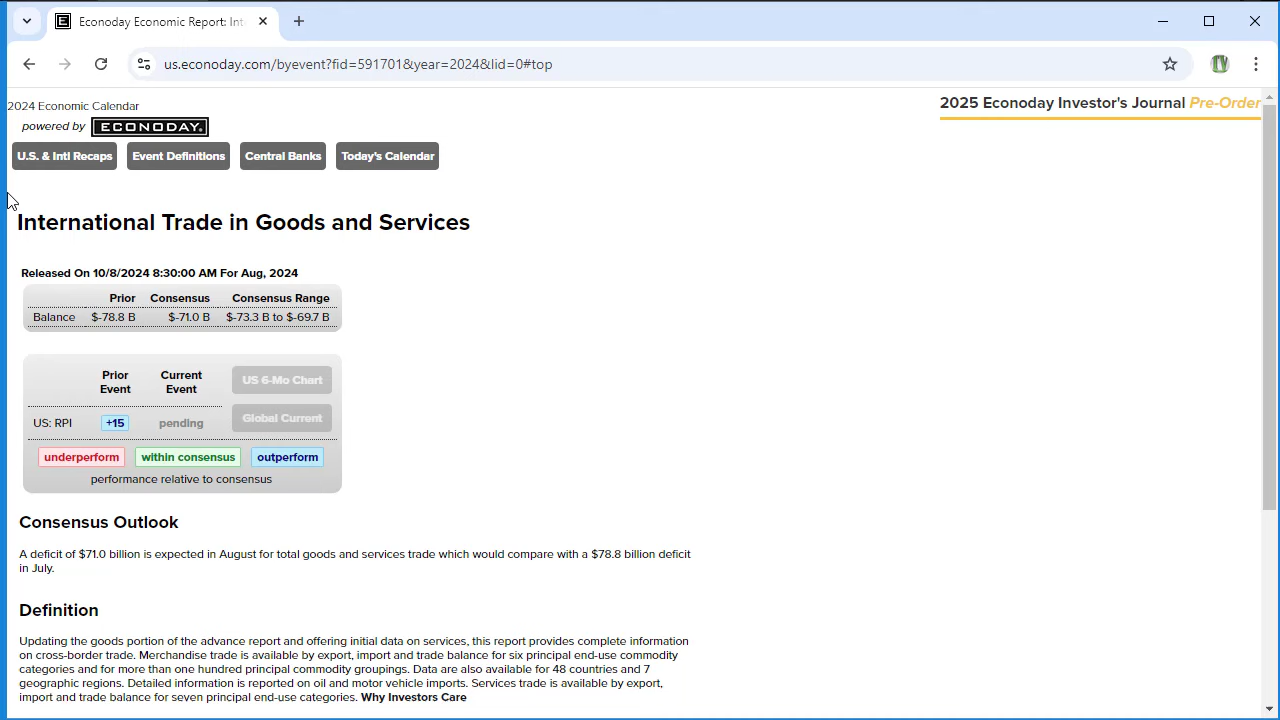 Econoday Economic Report: Int
us.econoday.com/byevent?fid=591701&year=2024&lid=0#top
2024 Economic Calendar
2025 Econoday Investor's Journal Pre-Order
powered by ECONODAY.
U.S. & Intl Recaps Event Definitions Central Banks Today's Calendar
International Trade in Goods and Services
Released On 10/8/2024 8:30:00 AM For Aug, 2024
Prior Consensus Consensus Range
Balance $-78.8 B $-71.0 B $-73.3 B to $-69.7 B
Prior Event Current Event US 6-Mo Chart
Global Current
US: RPI +15 pending
underperform within consensus outperform
performance relative to consensus
Consensus Outlook
A deficit of $71.0 billion is expected in August for total goods and services trade which would compare with a $78.8 billion deficit
in July.
Definition
Updating the goods portion of the advance report and offering initial data on services, this report provides complete information
on cross-border trade. Merchandise trade is available by export, import and trade balance for six principal end-use commodity
categories and for more than one hundred principal commodity groupings. Data are also available for 48 countries and 7
geographic regions. Detailed information is reported on oil and motor vehicle imports. Services trade is available by export,
import and trade balance for seven principal end-use categories. Why Investors Care